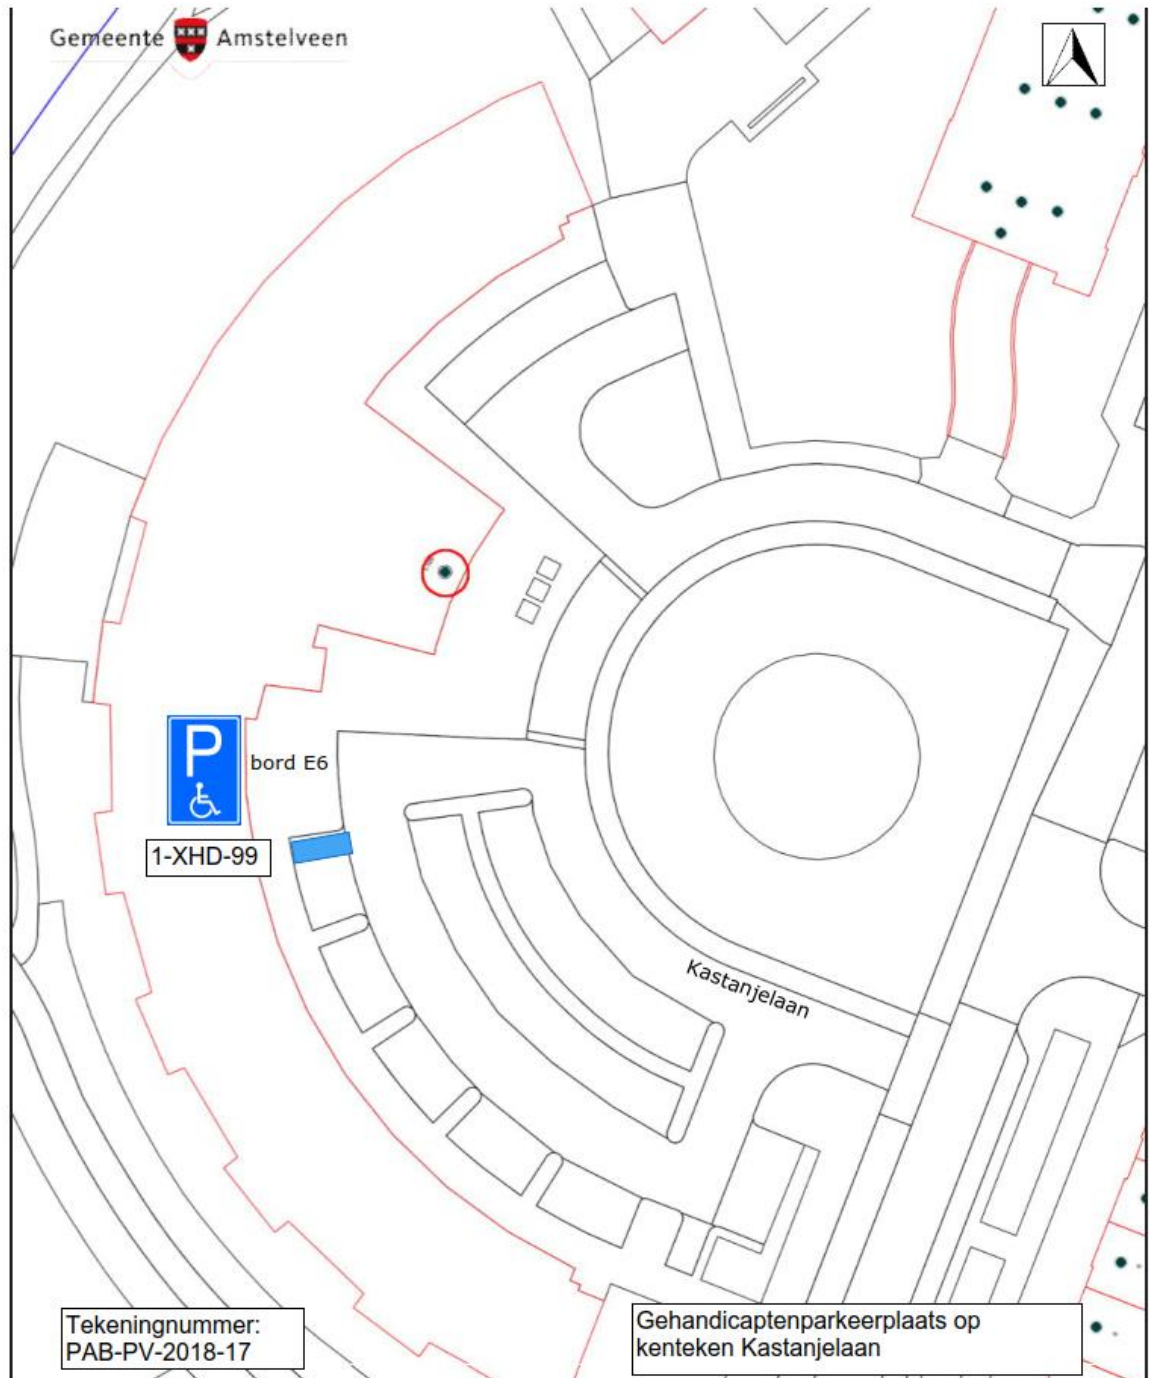 Gemeente Amstelveen
P
bord E6
1-XHD-99
Kastanjelaan
Tekeningnummer:
PAB-PV-2018-17
Gehandicaptenparkeerplaats op
kenteken Kastanjelaan